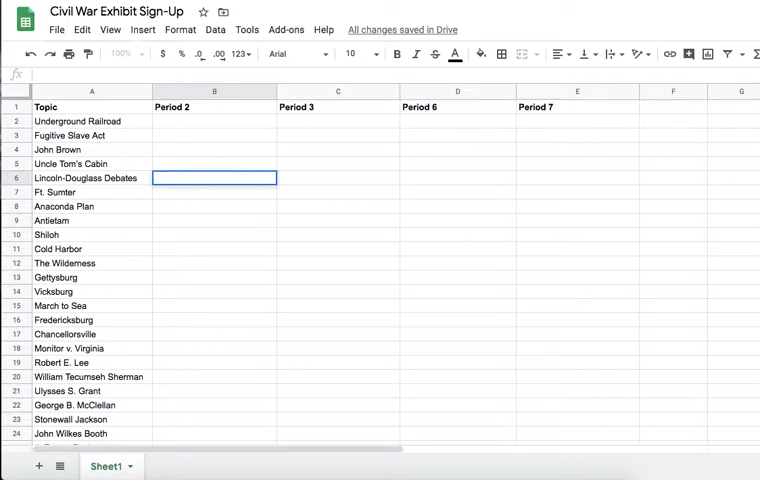 Civil War Exhibit Sign-Up
File Edit View Insert Format Data Tools Add-ons Help All changes saved in Drive
100% $ % .0 .00 123 Arial 10 B I S A
fx
A B C D E F G
1 Topic Period 2 Period 3 Period 6 Period 7
2 Underground Railroad
3 Fugitive Slave Act
4 John Brown
5 Uncle Tom's Cabin
6 Lincoln-Douglass Debates
7 Ft. Sumter
8 Anaconda Plan
9 Antietam
10 Shiloh
11 Cold Harbor
12 The Wilderness
13 Gettysburg
14 Vicksburg
15 March to Sea
16 Fredericksburg
17 Chancellorsville
18 Monitor v. Virginia
19 Robert E. Lee
20 William Tecumseh Sherman
21 Ulysses S. Grant
22 George B. McClellan
23 Stonewall Jackson
24 John Wilkes Booth
Sheet1